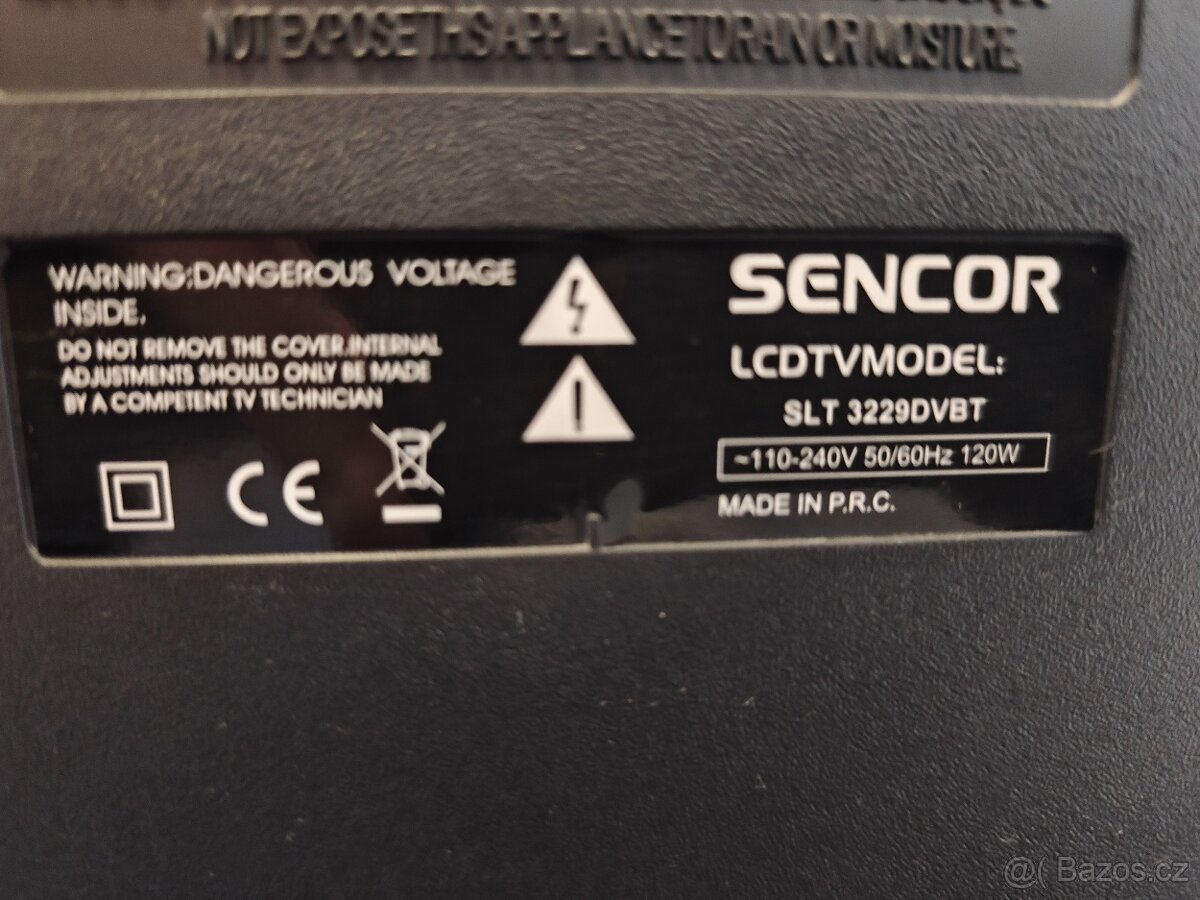 NOT EXPOSE THIS APPLIANCE TO RAIN OR MOISTURE.
WARNING:DANGEROUS VOLTAGE
INSIDE.
DO NOT REMOVE THE COVER.INTERNAL
ADJUSTMENTS SHOULD ONLY BE MADE
BY A COMPETENT TV TECHNICIAN
CE
SENCOR
LCDTVMODEL:
SLT 3229DVBT
~110-240V 50/60Hz 120W
MADE IN P.R.C.
@( Bazos.cz